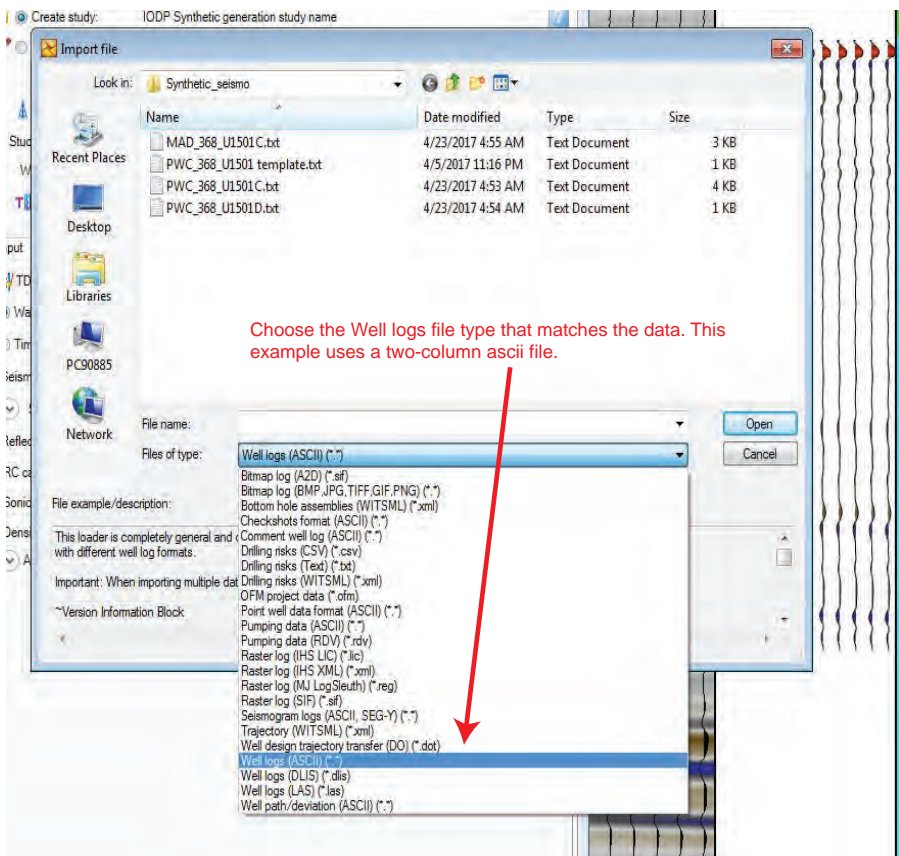 Create study: IODP Synthetic generation study name
Import file
Look in: Synthetic_seismo
Name Date modified Type Size
MAD_368_U1501C.txt 4/23/2017 4:55 AM Text Document 3 KB
PWC_368_U1501 template.txt 4/5/2017 11:16 PM Text Document 1 KB
PWC_368_U1501C.txt 4/23/2017 4:53 AM Text Document 4 KB
PWC_368_U1501D.txt 4/23/2017 4:54 AM Text Document 1 KB
Recent Places
Desktop
Libraries
PC90885
Network
Choose the Well logs file type that matches the data. This
example uses a two-column ascii file.
File name:
Open
Files of type: Well logs (ASCII) (*.*)
Cancel
Bitmap log (A2D) (*.sif)
Bitmap log (BMP,JPG,TIFF,GIF,PNG) (*.*)
Bottom hole assemblies (WITSML) (*.xml)
Checkshots format (ASCII) (*.*)
Comment well log (ASCII) (*.*)
Drilling risks (CSV) (*.csv)
Drilling risks (Text) (*.txt)
Drilling risks (WITSML) (*.xml)
OFM project data (*.ofm)
Point well data format (ASCII) (*.*)
Pumping data (ASCII) (*.*)
Pumping data (RDV) (*.rdv)
Raster log (IHS LIC) (*.lic)
Raster log (IHS XML) (*.xml)
Raster log (MJ LogSleuth) (*.reg)
Raster log (SIF) (*.sif)
Seismogram logs (ASCII, SEG-Y) (*.*)
Trajectory (WITSML) (*.xml)
Well design trajectory transfer (DO) (*.dot)
Well logs (ASCII) (*.*)
Well logs (DLIS) (*.dlis)
Well logs (LAS) (*.las)
Well path/deviation (ASCII) (*.*)
File example/description:
This loader is completely general and
with different well log formats.
Important: When importing multiple dat
~Version Information Block